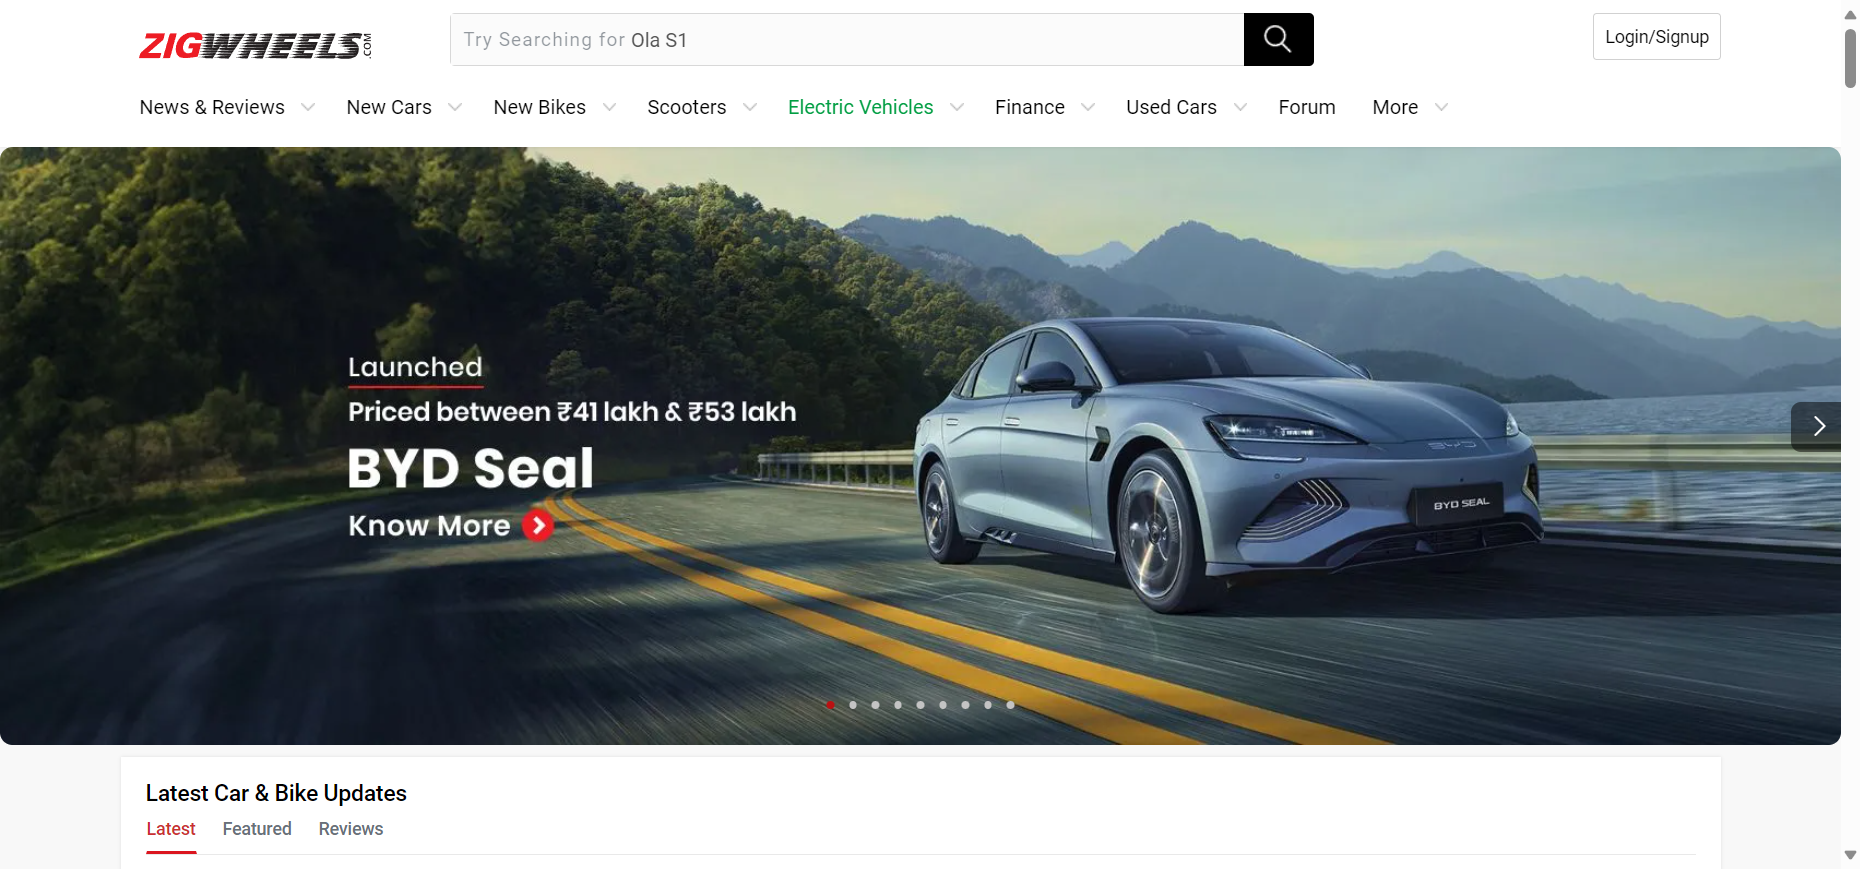 ZIGWHEELS.COM
Try Searching for Ola S1
Login/Signup
News & Reviews
New Cars
New Bikes
Scooters
Electric Vehicles
Finance
Used Cars
Forum
More
Launched
Priced between ₹41 lakh & ₹53 lakh
BYD Seal
Know More
BYD
BYD SEAL
Latest Car & Bike Updates
Latest
Featured
Reviews